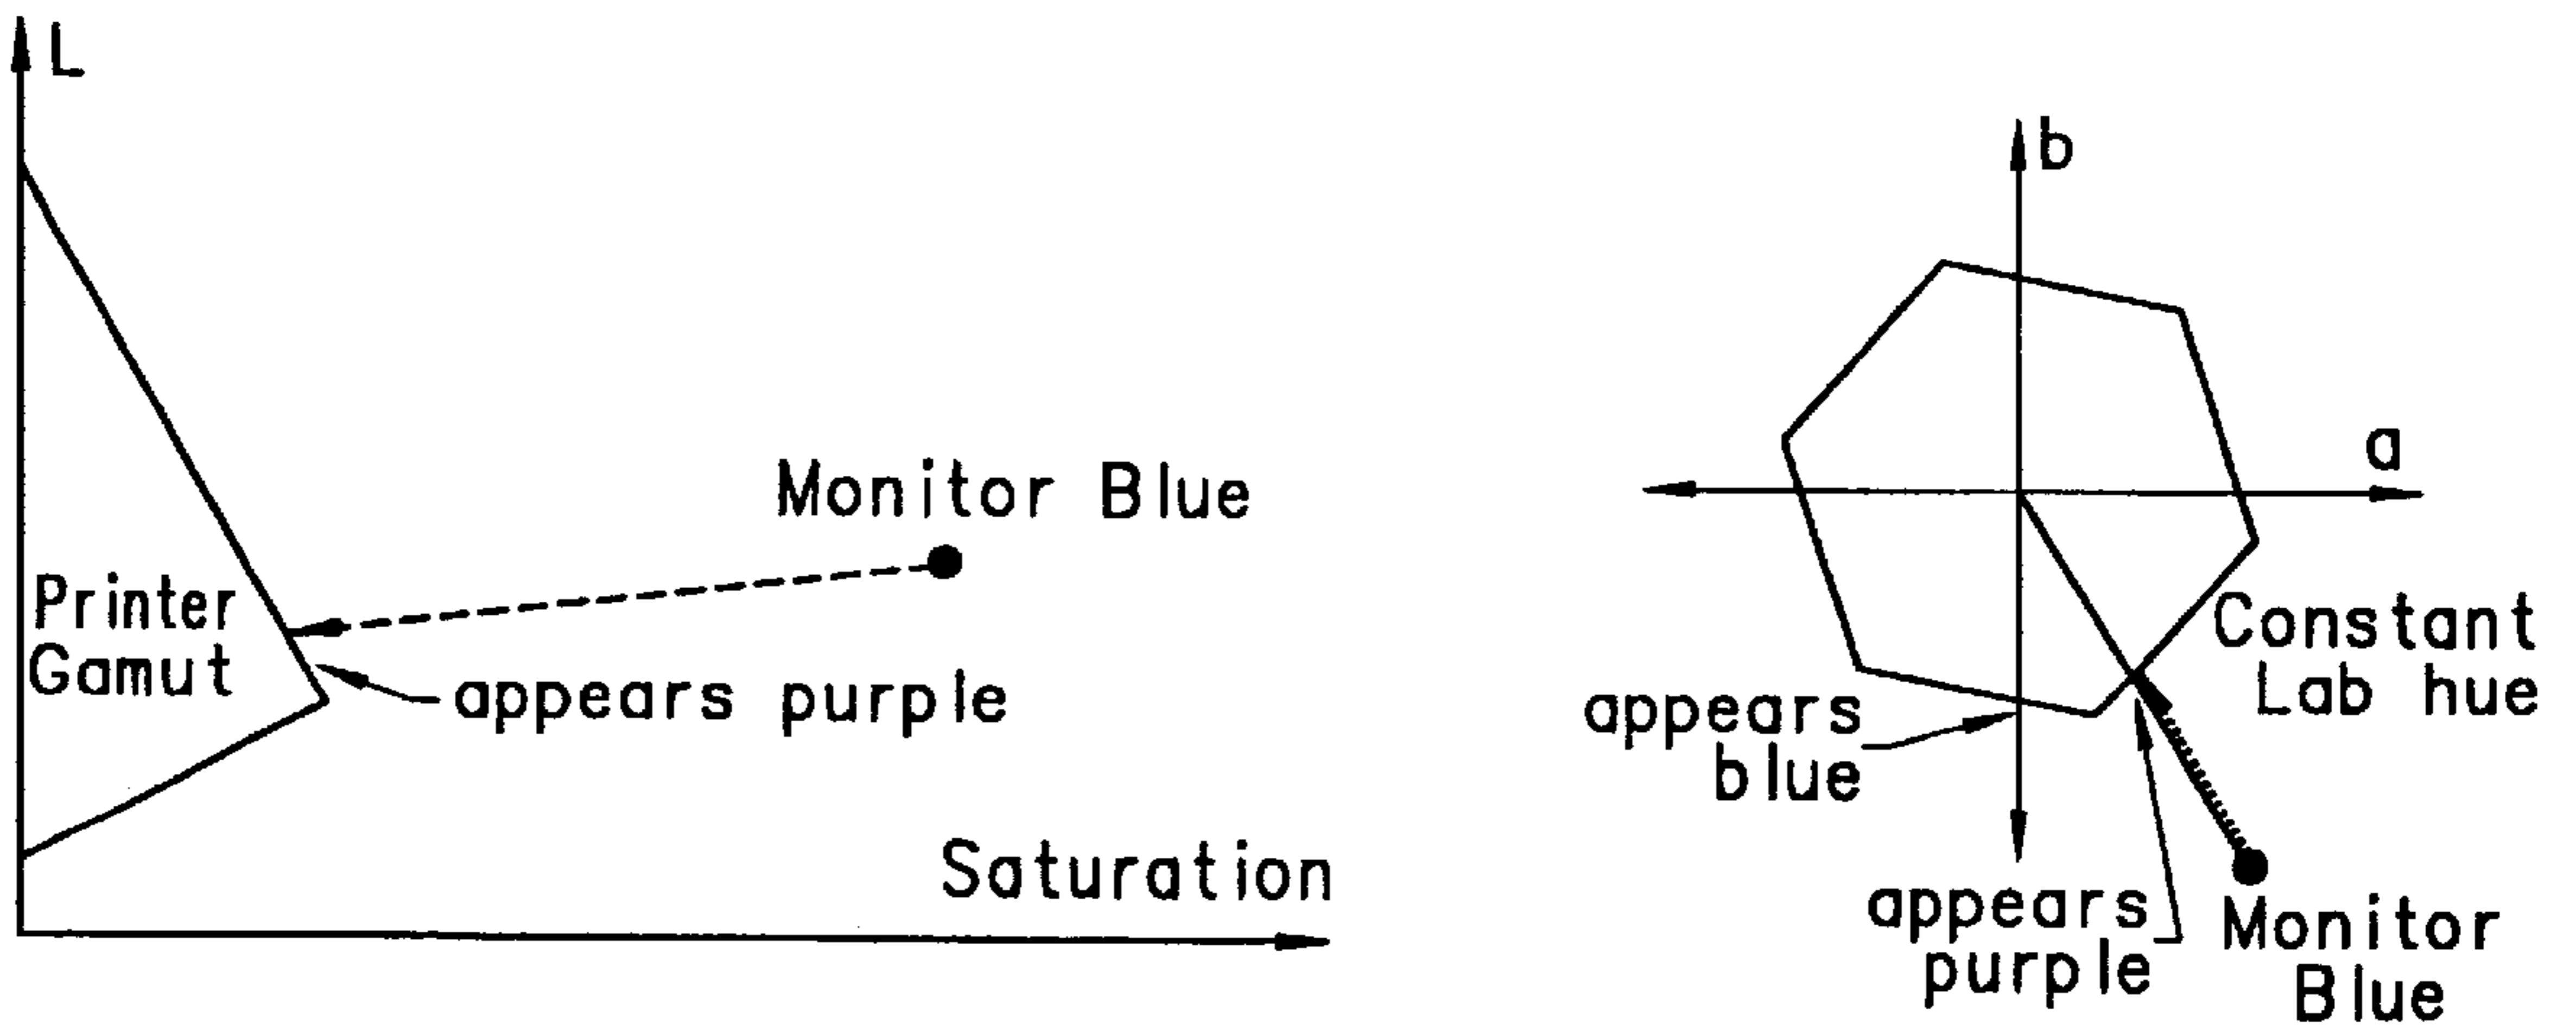 L
Monitor Blue
Printer
Gamut
appears purple
Saturation
b
a
Constant
Lab hue
appears
blue
appears
purple
Monitor
Blue